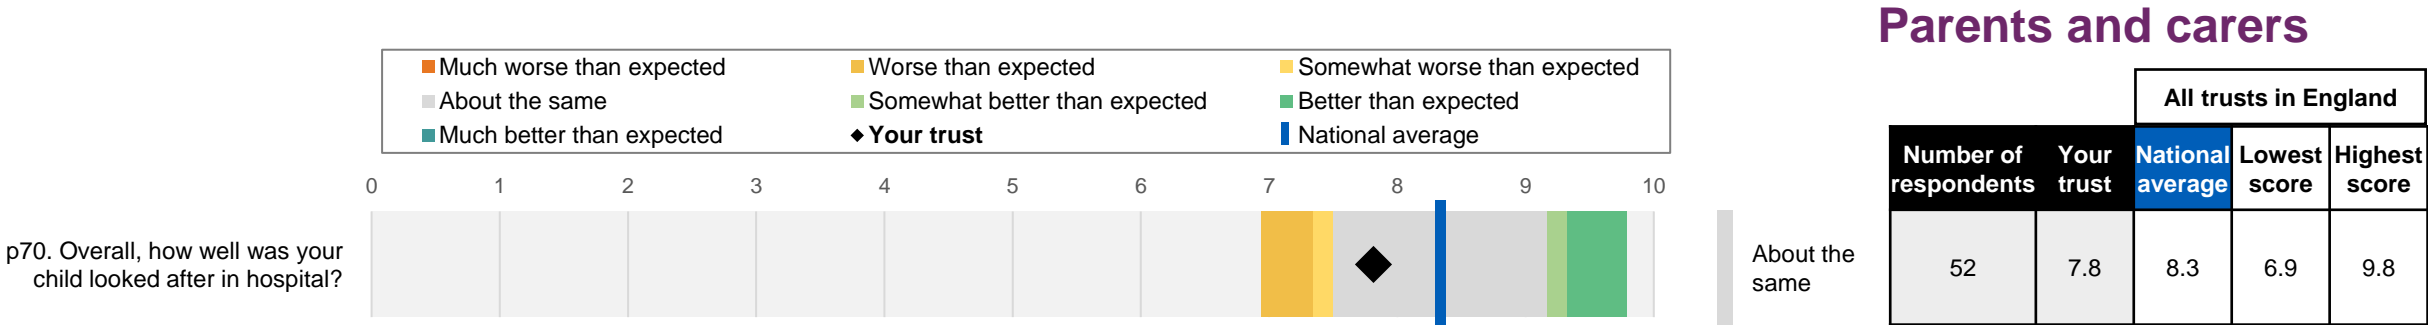 Parents and carers
Much worse than expected
Worse than expected
Somewhat worse than expected
About the same
Somewhat better than expected
Better than expected
Much better than expected
Your trust
National average
All trusts in England
Number of respondents
Your trust
National average
Lowest score
Highest score
0 1 2 3 4 5 6 7 8 9 10
p70. Overall, how well was your
child looked after in hospital?
About the
same
52 7.8 8.3 6.9 9.8